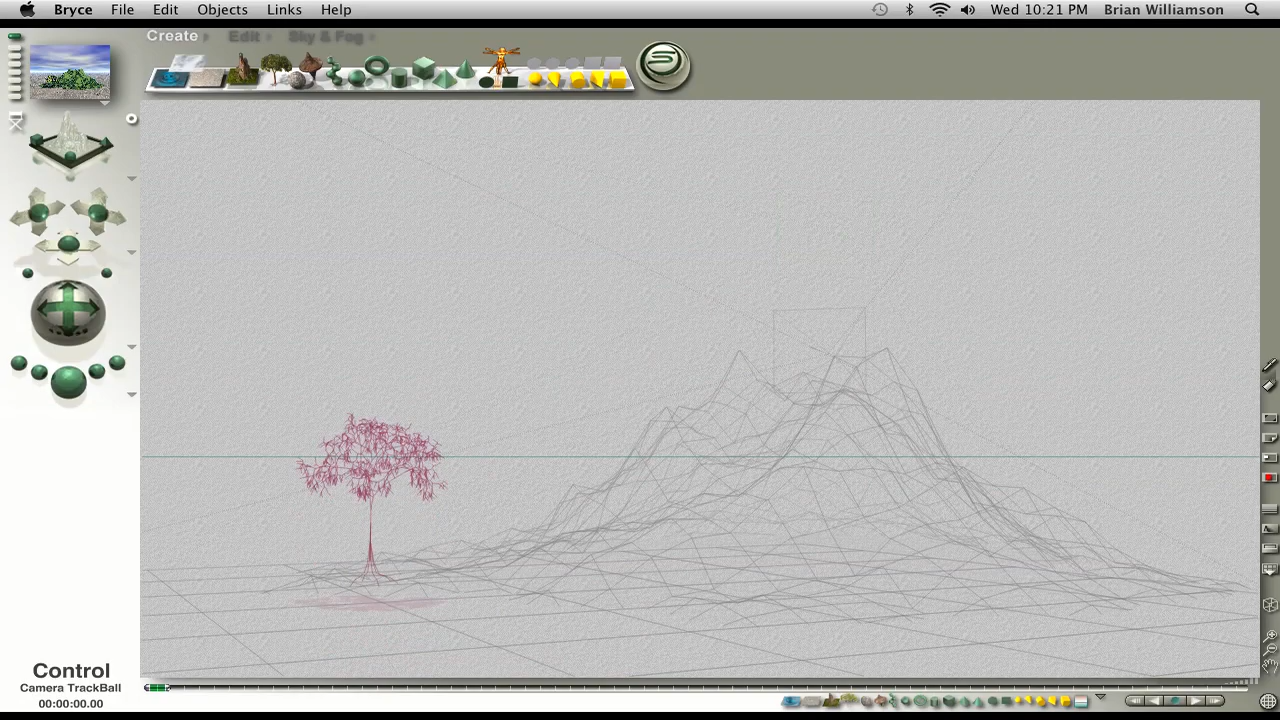 Bryce File Edit Objects Links Help Wed 10:21 PM Brian Williamson
Create Edit Sky & Fog
Control
Camera TrackBall
00:00:00.00